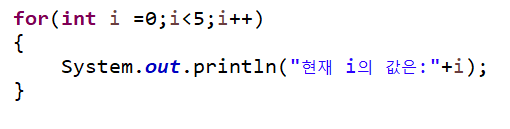 for(int i =0;i<5;i++)
{
    System.out.println("현재 i의 값은:"+i);
}